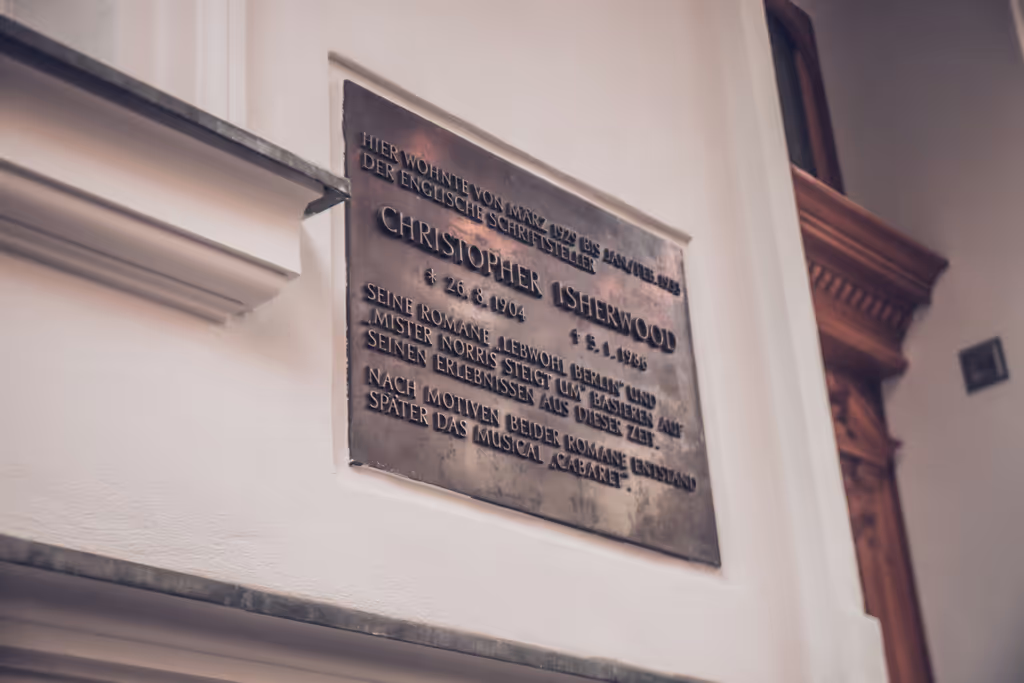 HIER WOHNTE VON MÄRZ 1929 BIS JAN/FEB. 1933
DER ENGLISCHE SCHRIFTSTELLER
CHRISTOPHER ISHERWOOD
* 26. 8. 1904 ✝ 5. 1. 1986
SEINE ROMANE „LEBWOHL BERLIN" UND
„MISTER NORRIS STEIGT UM" BASIEREN AUF
SEINEN ERLEBNISSEN AUS DIESER ZEIT.
NACH MOTIVEN BEIDER ROMANE ENTSTAND
SPÄTER DAS MUSICAL „CABARET".